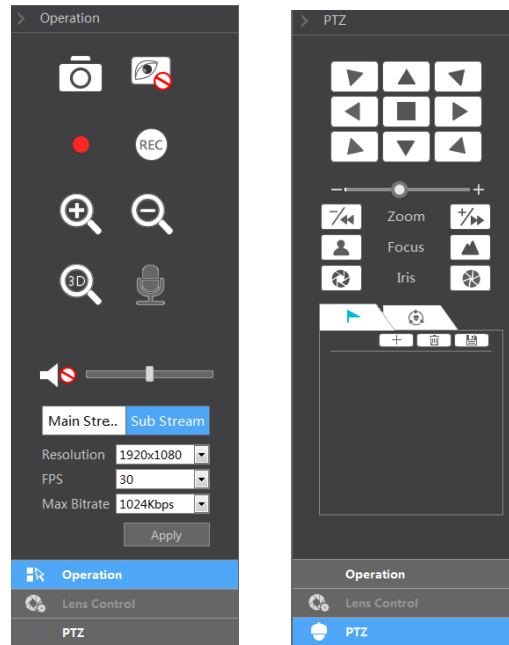 Operation
REC
3D
Main Stre.. Sub Stream
Resolution 1920x1080
FPS 30
Max Bitrate 1024Kbps
Apply
Operation
Lens Control
PTZ
PTZ
Zoom
Focus
Iris
Operation
Lens Control
PTZ